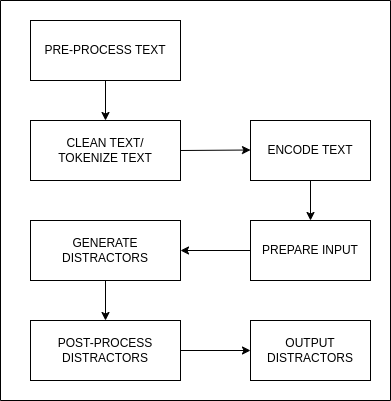 PRE-PROCESS TEXT
CLEAN TEXT/
TOKENIZE TEXT
ENCODE TEXT
PREPARE INPUT
GENERATE
DISTRACTORS
POST-PROCESS
DISTRACTORS
OUTPUT
DISTRACTORS